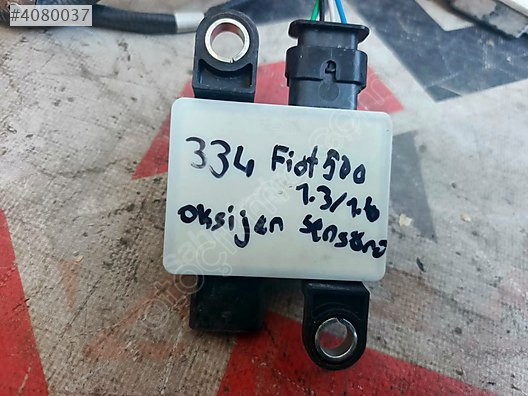 #4080037
334 Fiat 500
1.3/1.6
oksijen sensörü